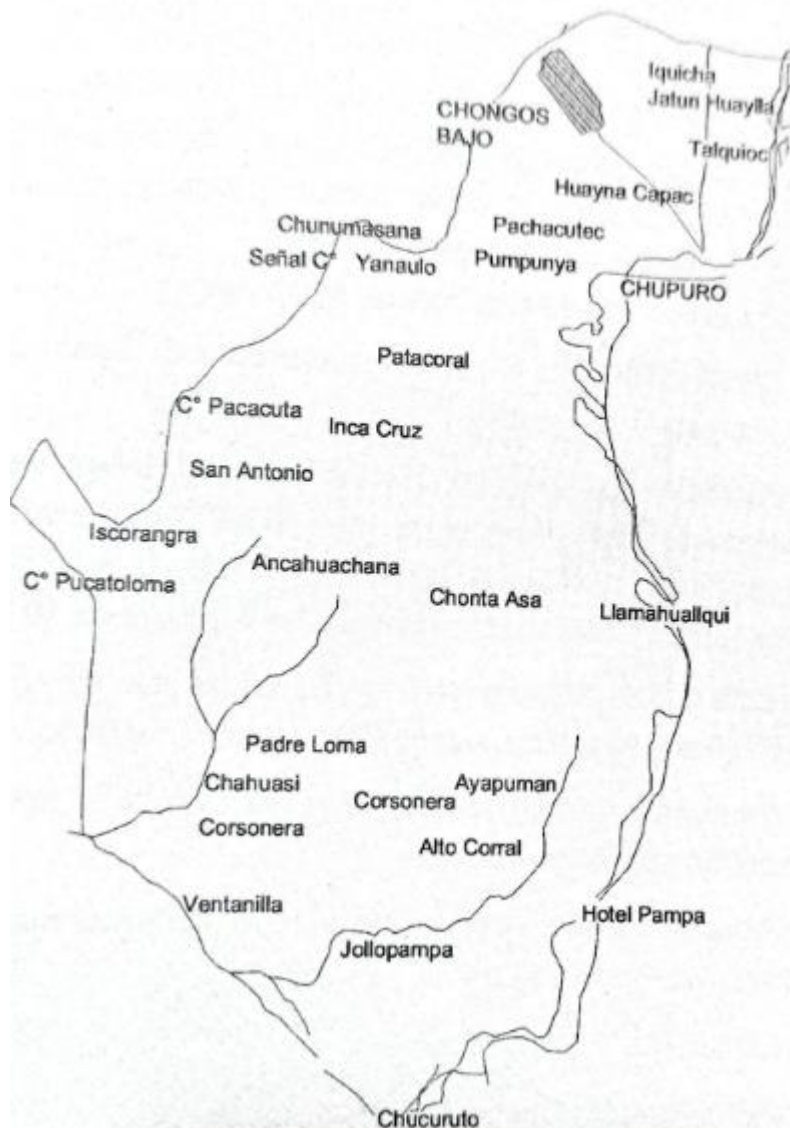 Iquicha
Jatun Huaylla
CHONGOS
BAJO
Talquioc
Huayna Capac
Chunumasana
Pachacutec
Señal C°
Yanaulo
Pumpunya
CHUPURO
Patacoral
C° Pacacuta
Inca Cruz
San Antonio
Iscorangra
Ancahuachana
C° Pucatoloma
Chonta Asa
Llamahuallqui
Padre Loma
Chahuasi
Corsonera
Ayapuman
Corsonera
Alto Corral
Ventanilla
Hotel Pampa
Jollopampa
Chucuruto